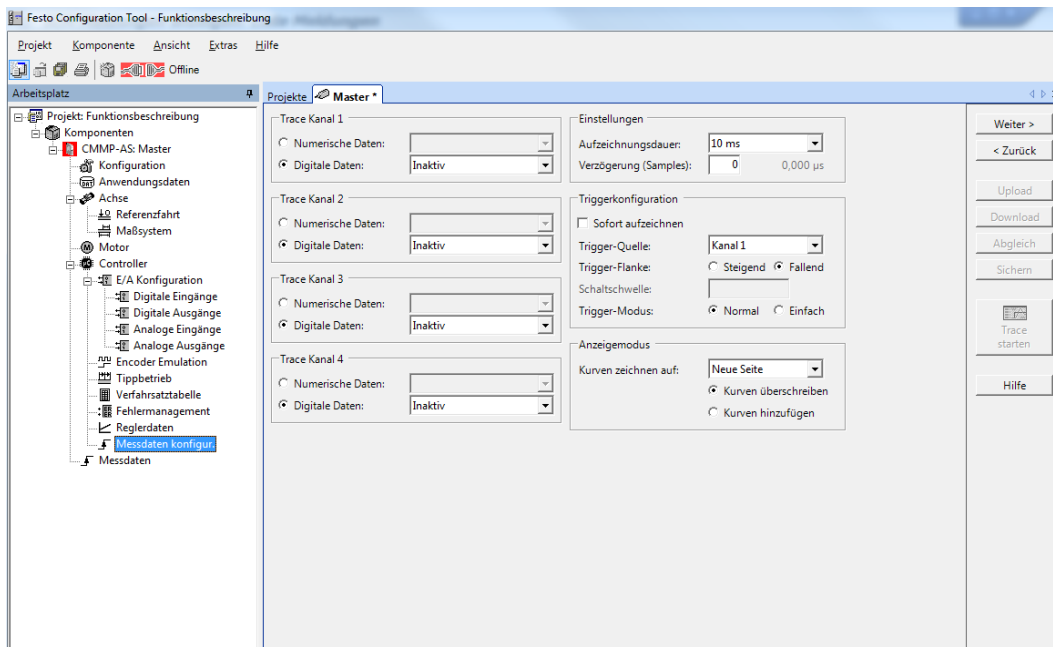 Festo Configuration Tool - Funktionsbeschreibung
Projekt Komponente Ansicht Extras Hilfe
Offline
Arbeitsplatz
Projekt: Funktionsbeschreibung
Komponenten
CMMP-AS: Master
Konfiguration
Anwendungsdaten
Achse
Referenzfahrt
Maßsystem
Motor
Controller
E/A Konfiguration
Digitale Eingänge
Digitale Ausgänge
Analoge Eingänge
Analoge Ausgänge
Encoder Emulation
Tippbetrieb
Verfahrsatztabelle
Fehlermanagement
Reglerdaten
Messdaten konfigur.
Messdaten
Projekte Master *
Trace Kanal 1
Numerische Daten:
Digitale Daten: Inaktiv
Trace Kanal 2
Numerische Daten:
Digitale Daten: Inaktiv
Trace Kanal 3
Numerische Daten:
Digitale Daten: Inaktiv
Trace Kanal 4
Numerische Daten:
Digitale Daten: Inaktiv
Einstellungen
Aufzeichnungsdauer: 10 ms
Verzögerung (Samples): 0 0,000 µs
Triggerkonfiguration
Sofort aufzeichnen
Trigger-Quelle: Kanal 1
Trigger-Flanke: Steigend Fallend
Schaltschwelle:
Trigger-Modus: Normal Einfach
Anzeigemodus
Kurven zeichnen auf: Neue Seite
Kurven überschreiben
Kurven hinzufügen
Weiter >
< Zurück
Upload
Download
Abgleich
Sichern
Trace
starten
Hilfe